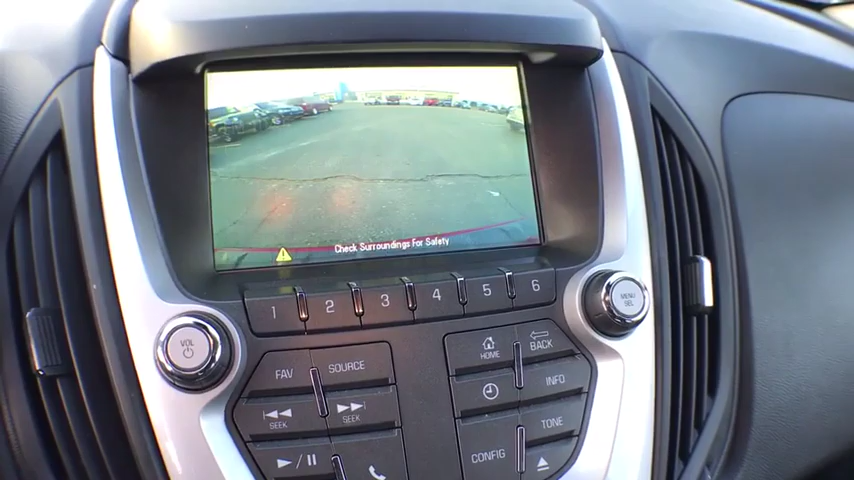 Check Surroundings For Safety
1 2 3 4 5 6
MENU
SEL
VOL
FAV
SOURCE
HOME
BACK
SEEK
SEEK
INFO
TONE
CONFIG